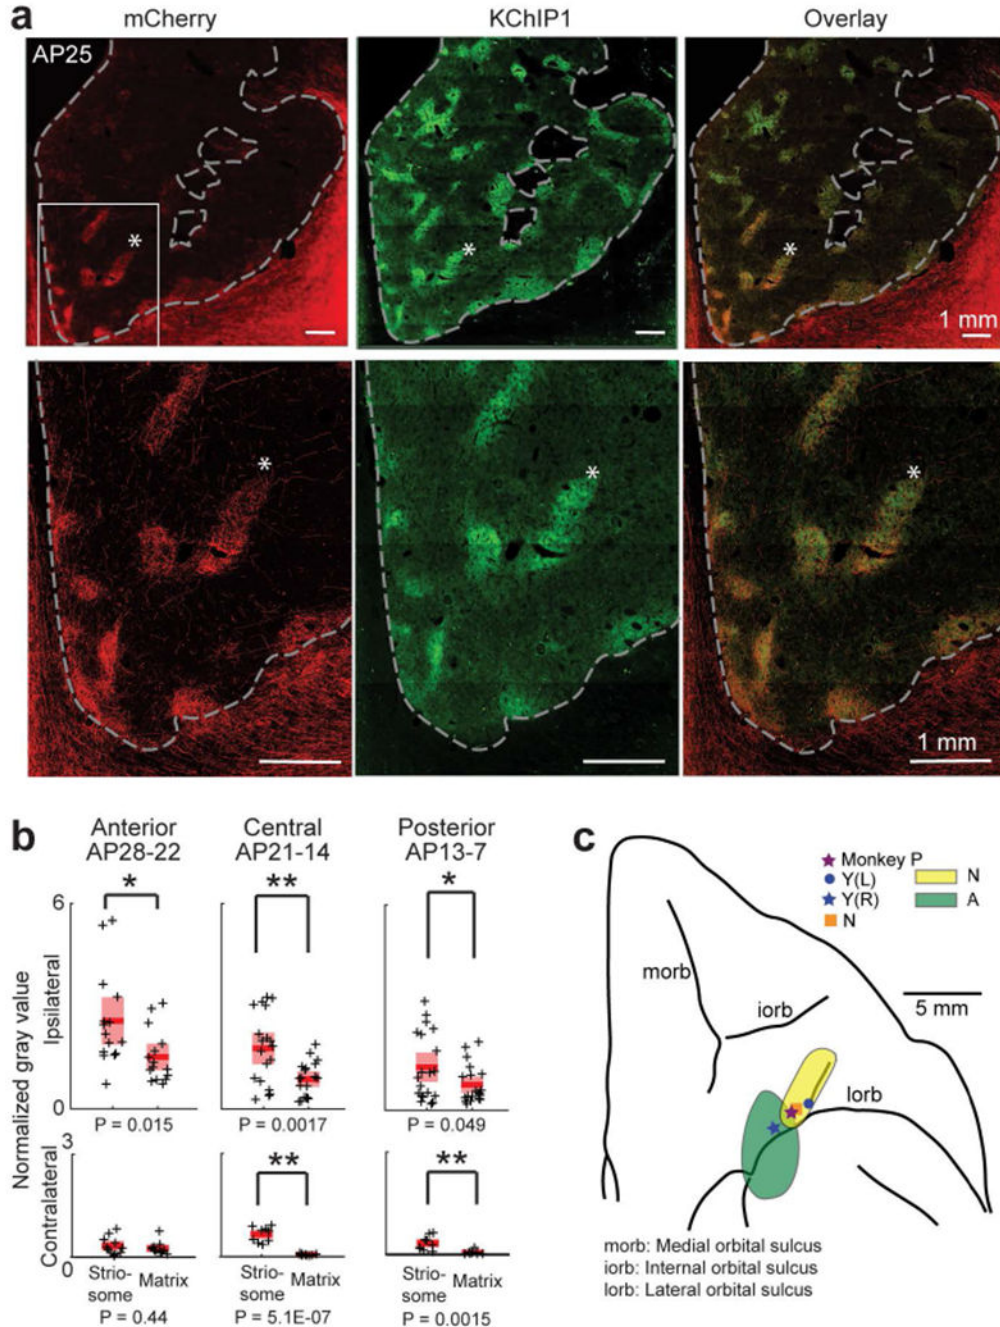 a
mCherry KChIP1 Overlay
AP25
*
*
*
1 mm
*
*
*
1 mm
b
Anterior AP28-22
Central AP21-14
Posterior AP13-7
Normalized gray value
Ipsilateral
6
0
*
**
*
P = 0.015 P = 0.0017 P = 0.049
Contralateral
3
0
**
**
Strio-some Matrix
Strio-some Matrix
Strio-some Matrix
P = 0.44 P = 5.1E-07 P = 0.0015
c
Monkey P
Y(L)
Y(R)
N
N
A
morb
iorb
5 mm
lorb
morb: Medial orbital sulcus
iorb: Internal orbital sulcus
lorb: Lateral orbital sulcus